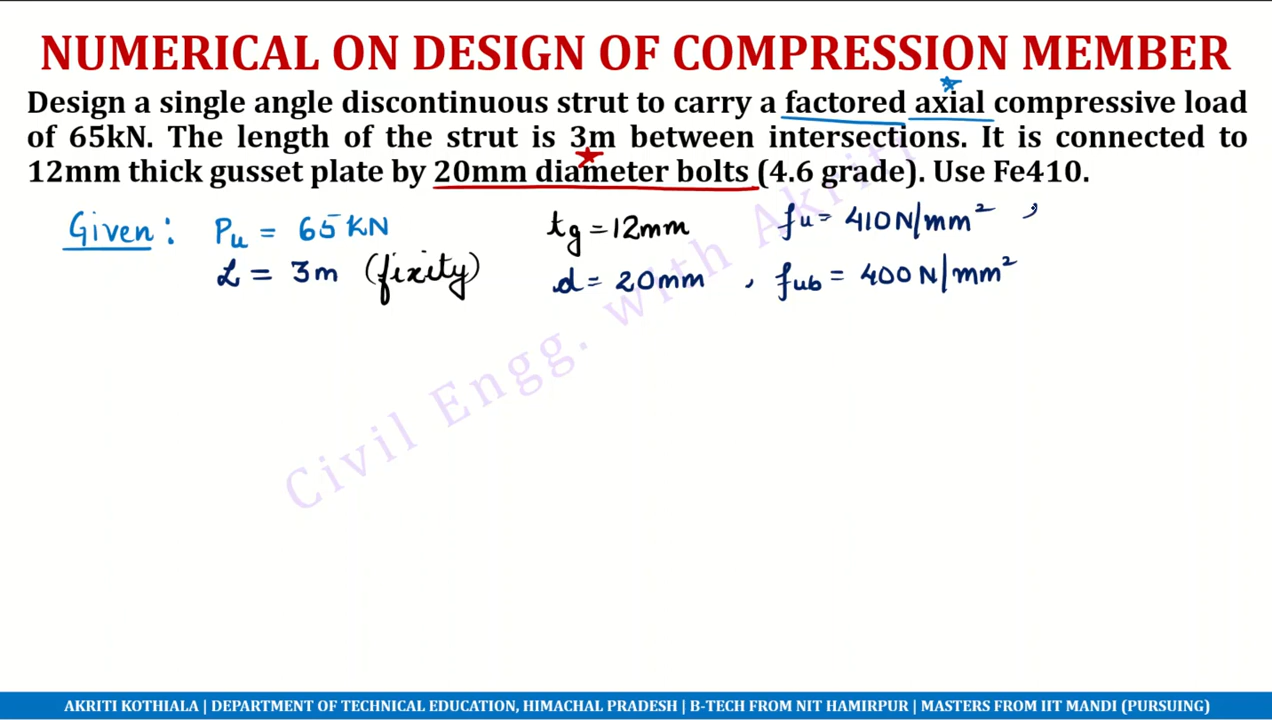 NUMERICAL ON DESIGN OF COMPRESSION MEMBER
Design a single angle discontinuous strut to carry a factored axial compressive load
of 65kN. The length of the strut is 3m between intersections. It is connected to
12mm thick gusset plate by 20mm diameter bolts (4.6 grade). Use Fe410.
Given: Pu = 65 KN tg = 12mm fu = 410N/mm² ,
L = 3m (fixity) d = 20mm , fub = 400 N/mm²
Civil Engg. with Akriti
AKRITI KOTHIALA | DEPARTMENT OF TECHNICAL EDUCATION, HIMACHAL PRADESH | B-TECH FROM NIT HAMIRPUR | MASTERS FROM IIT MANDI (PURSUING)